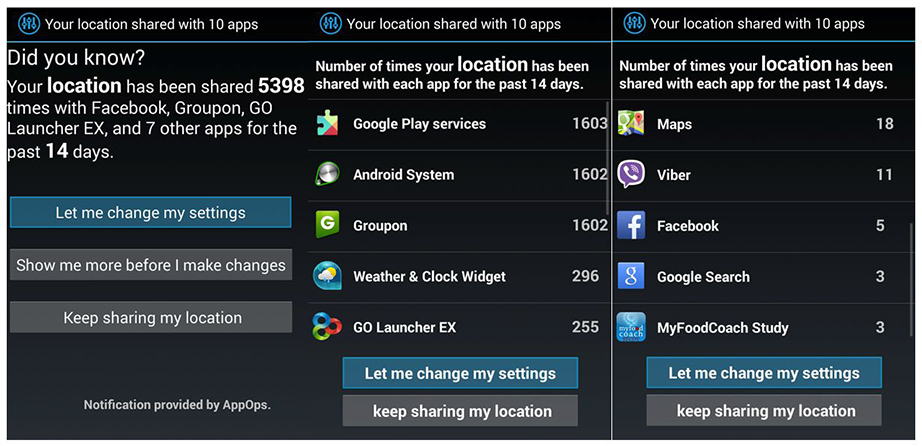 Your location shared with 10 apps
Did you know?
Your location has been shared 5398
times with Facebook, Groupon, GO
Launcher EX, and 7 other apps for the
past 14 days.
Let me change my settings
Show me more before I make changes
Keep sharing my location
Notification provided by AppOps.
Your location shared with 10 apps
Number of times your location has been
shared with each app for the past 14 days.
Google Play services 1603
Android System 1602
G
Groupon 1602
Weather & Clock Widget 296
GO Launcher EX 255
Let me change my settings
keep sharing my location
Your location shared with 10 apps
Number of times your location has been
shared with each app for the past 14 days.
Maps 18
Viber 11
f
Facebook 5
g
Google Search 3
myfood
coach
MyFoodCoach Study 3
Let me change my settings
keep sharing my location